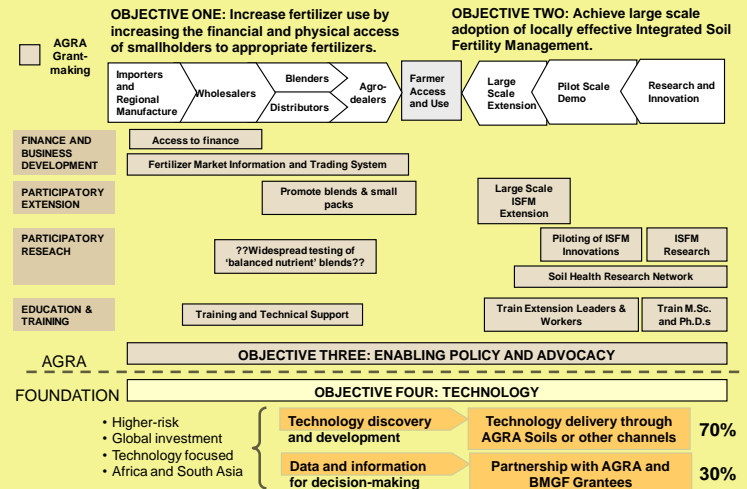 OBJECTIVE ONE: Increase fertilizer use by
increasing the financial and physical access
of smallholders to appropriate fertilizers.
OBJECTIVE TWO: Achieve large scale
adoption of locally effective Integrated Soil
Fertility Management.
AGRA
Grant-
making
Importers
and
Regional
Manufacture
Wholesalers
Blenders
Distributors
Agro-
dealers
Farmer
Access
and Use
Large
Scale
Extension
Pilot Scale
Demo
Research and
Innovation
FINANCE AND
BUSINESS
DEVELOPMENT
Access to finance
Fertilizer Market Information and Trading System
PARTICIPATORY
EXTENSION
Promote blends & small
packs
Large Scale
ISFM
Extension
PARTICIPATORY
RESEACH
??Widespread testing of
‘balanced nutrient’ blends??
Piloting of ISFM
Innovations
ISFM
Research
Soil Health Research Network
EDUCATION &
TRAINING
Training and Technical Support
Train Extension Leaders &
Workers
Train M.Sc.
and Ph.D.s
AGRA
OBJECTIVE THREE: ENABLING POLICY AND ADVOCACY
FOUNDATION
OBJECTIVE FOUR: TECHNOLOGY
• Higher-risk
• Global investment
• Technology focused
• Africa and South Asia
Technology discovery
and development
Technology delivery through
AGRA Soils or other channels
70%
Data and information
for decision-making
Partnership with AGRA and
BMGF Grantees
30%